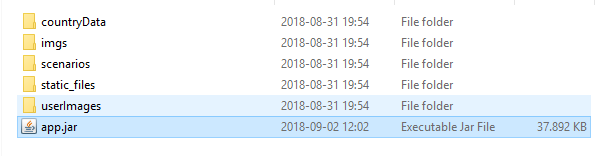 countryData 2018-08-31 19:54 File folder
imgs 2018-08-31 19:54 File folder
scenarios 2018-08-31 19:54 File folder
static_files 2018-08-31 19:54 File folder
userImages 2018-08-31 19:54 File folder
app.jar 2018-09-02 12:02 Executable Jar File 37.892 KB